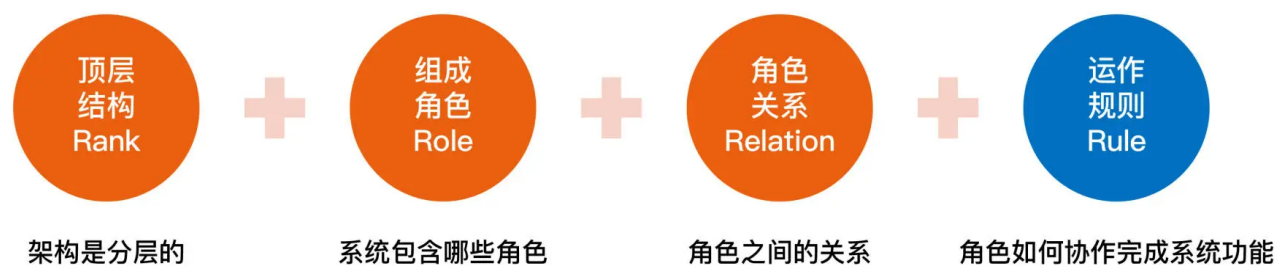 顶层
结构
Rank
组成
角色
Role
角色
关系
Relation
运作
规则
Rule
架构是分层的
系统包含哪些角色
角色之间的关系
角色如何协作完成系统功能